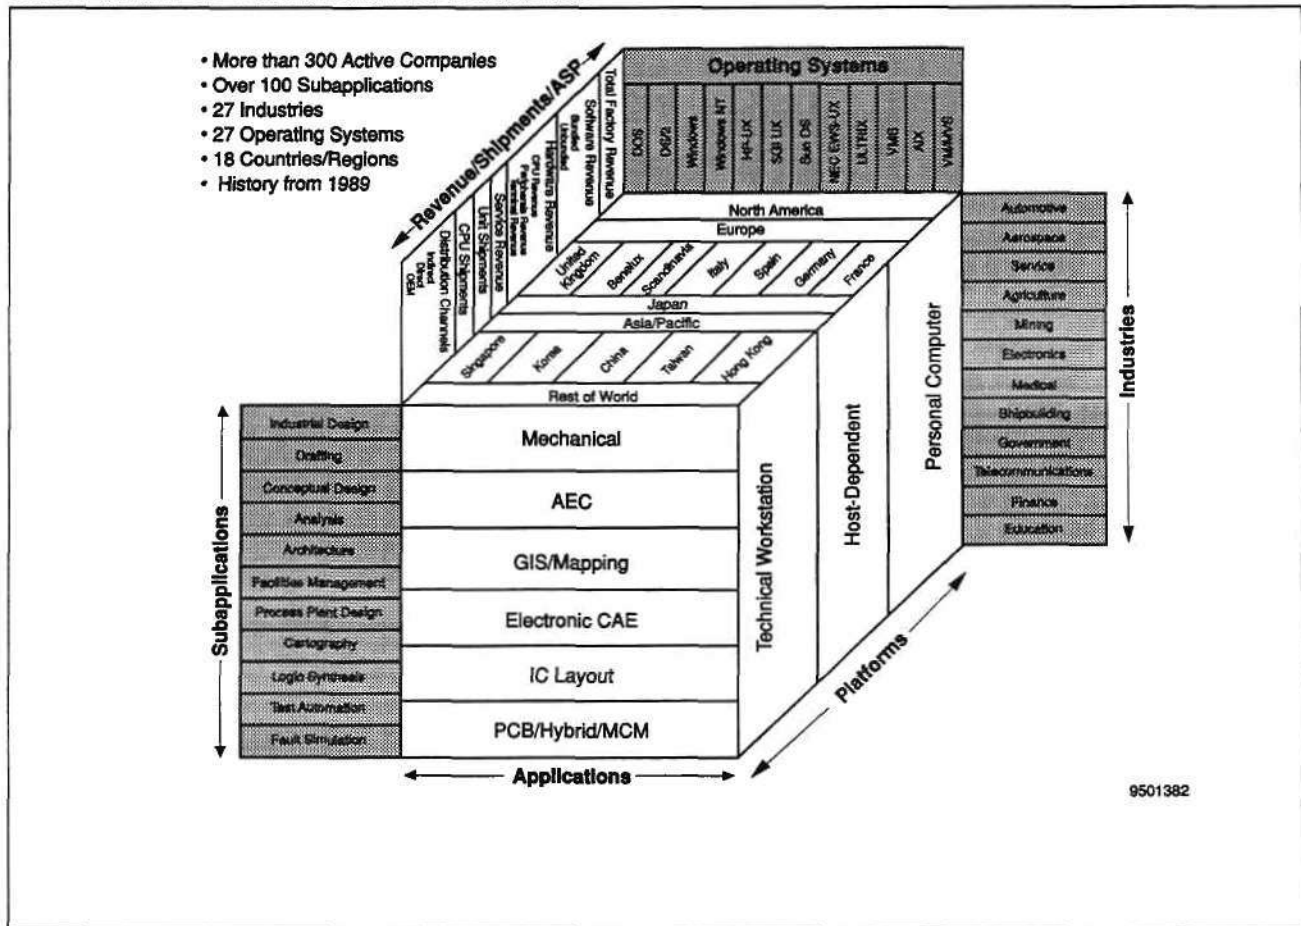 • More than 300 Active Companies
• Over 100 Subapplications
• 27 Industries
• 27 Operating Systems
• 18 Countries/Regions
• History from 1989
Revenue/Shipments/ASP
Total Factory Revenue
Software Revenue
Bundled
Unbundled
Hardware Revenue
CPU Revenue
Peripherals Revenue
Terminal Revenue
Service Revenue
Unit Shipments
CPU Shipments
Distribution Channels
Indirect
Direct
OEM
Operating Systems
DOS
OS/2
Windows
Windows NT
HP-UX
SGI UX
Sun OS
NEC EWS-UX
ULTRIX
VMS
AIX
VM/MVS
North America
Europe
United
Kingdom
Benelux
Scandinavia
Italy
Spain
Germany
France
Japan
Asia/Pacific
Singapore
Korea
China
Taiwan
Hong Kong
Rest of World
Subapplications
Industrial Design
Drafting
Conceptual Design
Analysis
Architecture
Facilities Management
Process Plant Design
Cartography
Logic Synthesis
Test Automation
Fault Simulation
Mechanical
AEC
GIS/Mapping
Electronic CAE
IC Layout
PCB/Hybrid/MCM
Applications
Technical Workstation
Host-Dependent
Personal Computer
Platforms
Automotive
Aerospace
Service
Agriculture
Mining
Electronics
Medical
Shipbuilding
Government
Telecommunications
Finance
Education
Industries
9501382